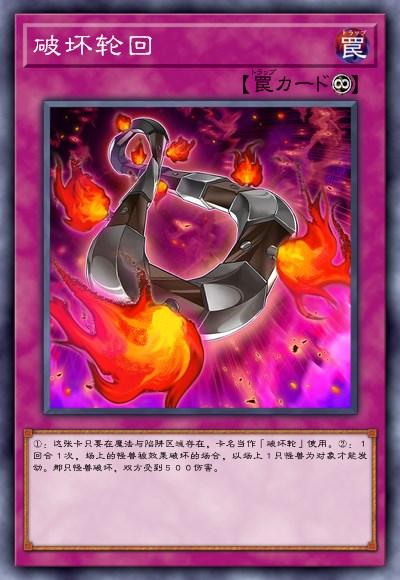 破坏轮回
トラップ
罠
トラップ
【罠カード】
①：这张卡只要在魔法与陷阱区域存在，卡名当作「破坏轮」使用。②：１
回合１次，场上的怪兽被效果破坏的场合，以场上１只怪兽为对象才能发
动。那只怪兽破坏，双方受到５００伤害。